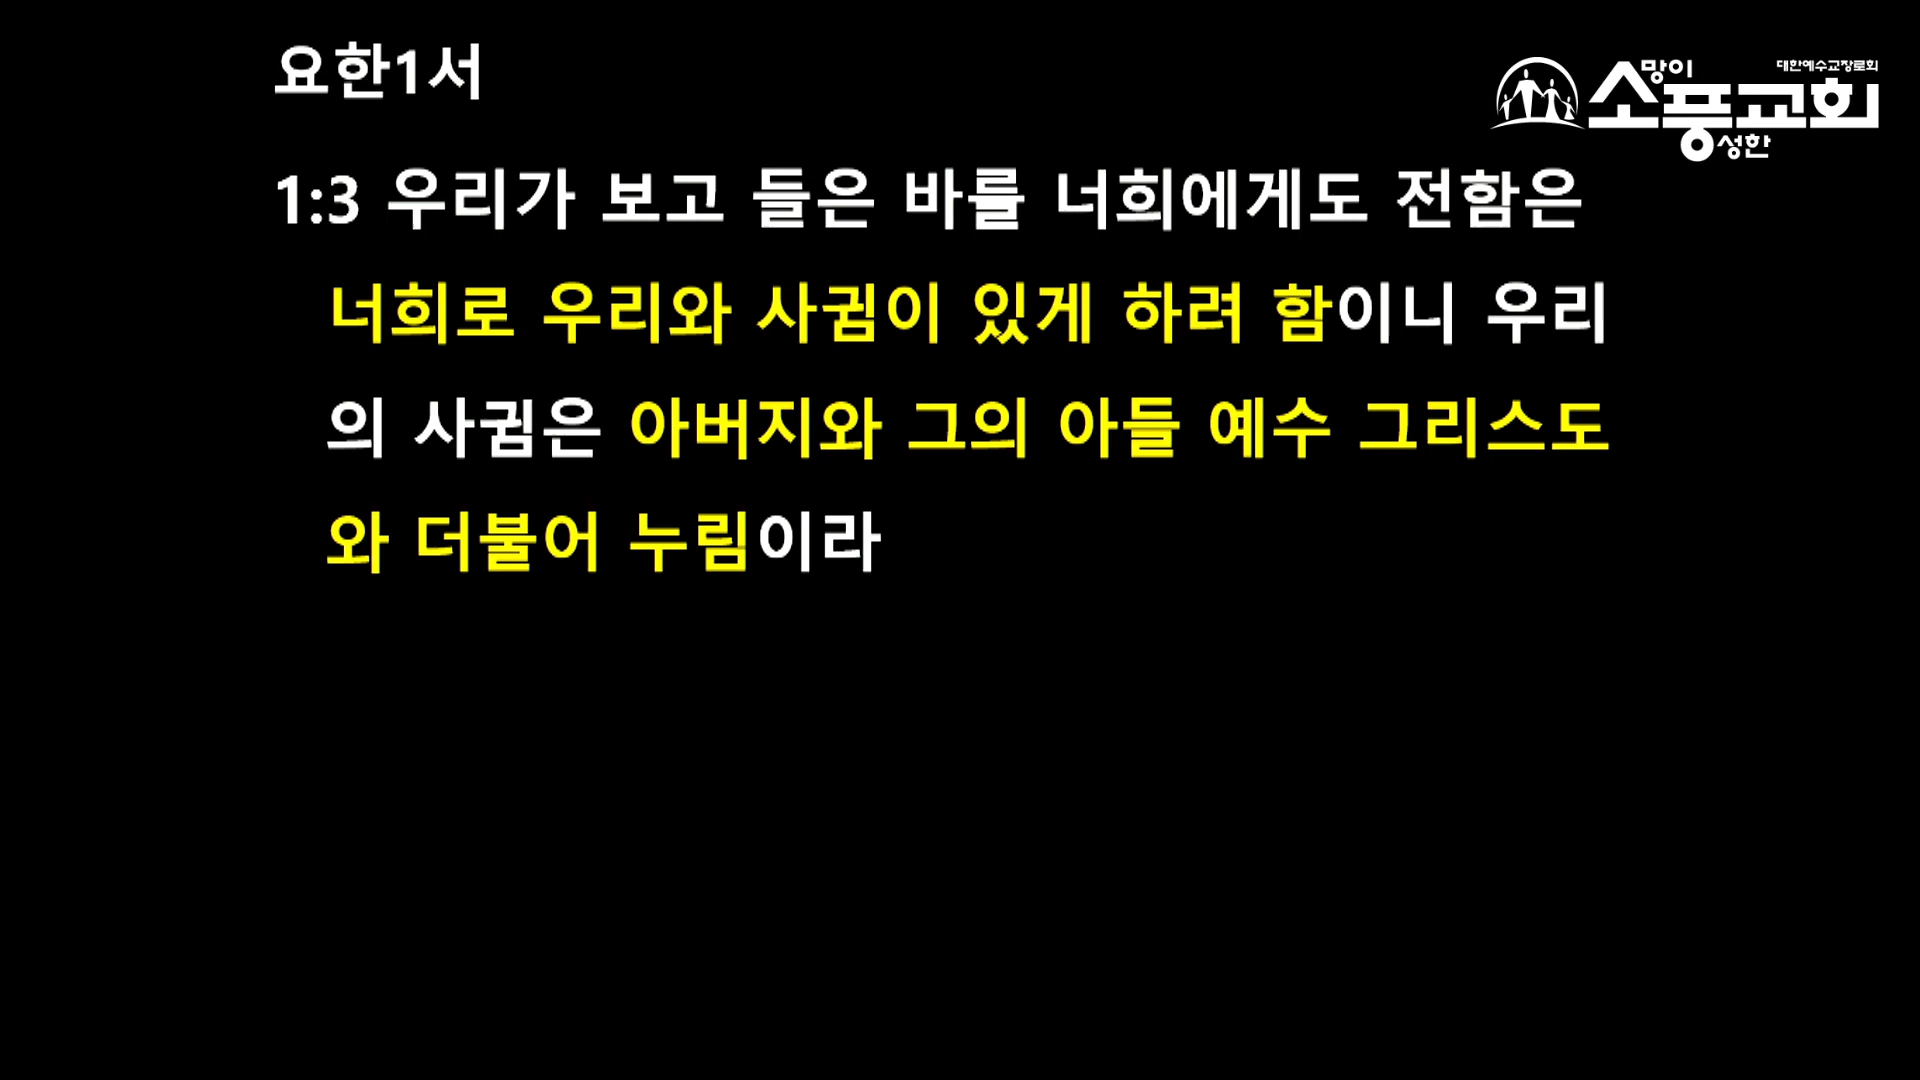 요한1서
대한예수교장로회
소망이
풍성한
교회
1:3 우리가 보고 들은 바를 너희에게도 전함은
너희로 우리와 사귐이 있게 하려 함이니 우리
의 사귐은 아버지와 그의 아들 예수 그리스도
와 더불어 누림이라